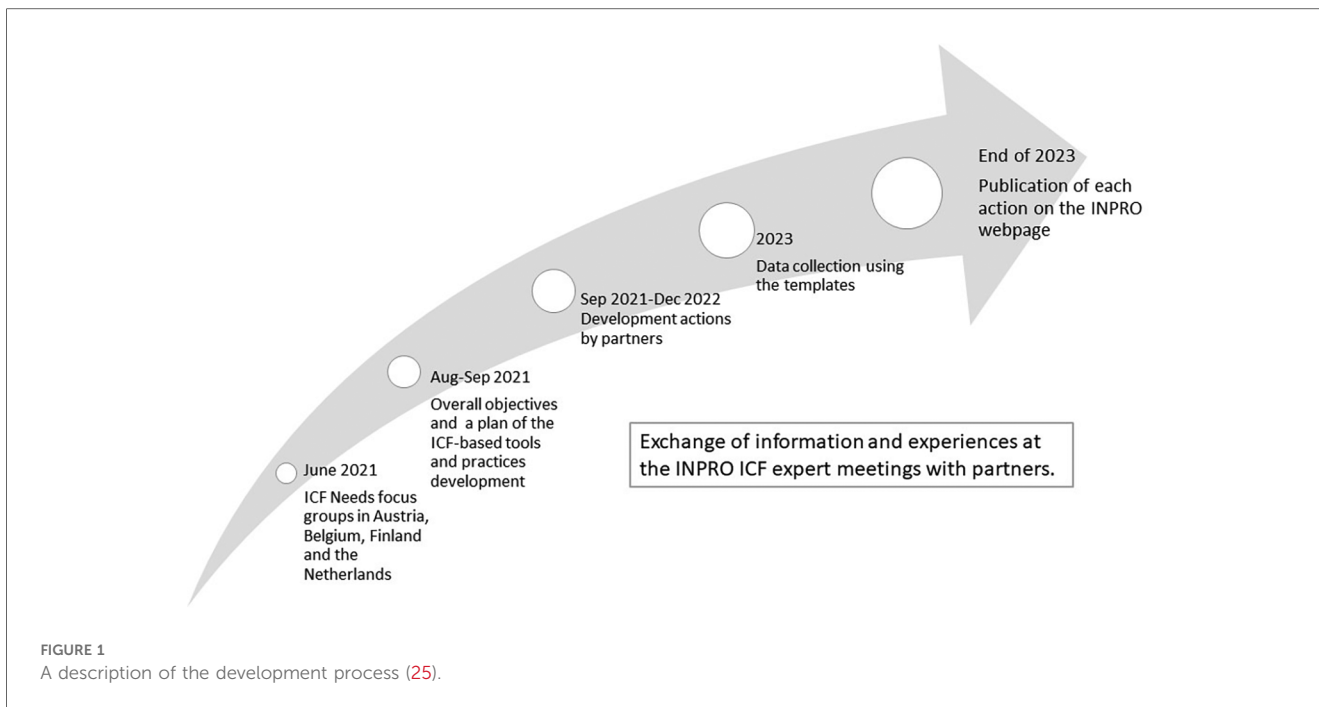 June 2021
ICF Needs focus
groups in Austria,
Belgium, Finland
and the
Netherlands
Aug-Sep 2021
Overall objectives
and a plan of the
ICF-based tools
and practices
development
Sep 2021-Dec 2022
Development actions
by partners
2023
Data collection using
the templates
End of 2023
Publication of each
action on the INPRO
webpage
Exchange of information and experiences at
the INPRO ICF expert meetings with partners.
FIGURE 1
A description of the development process (25).